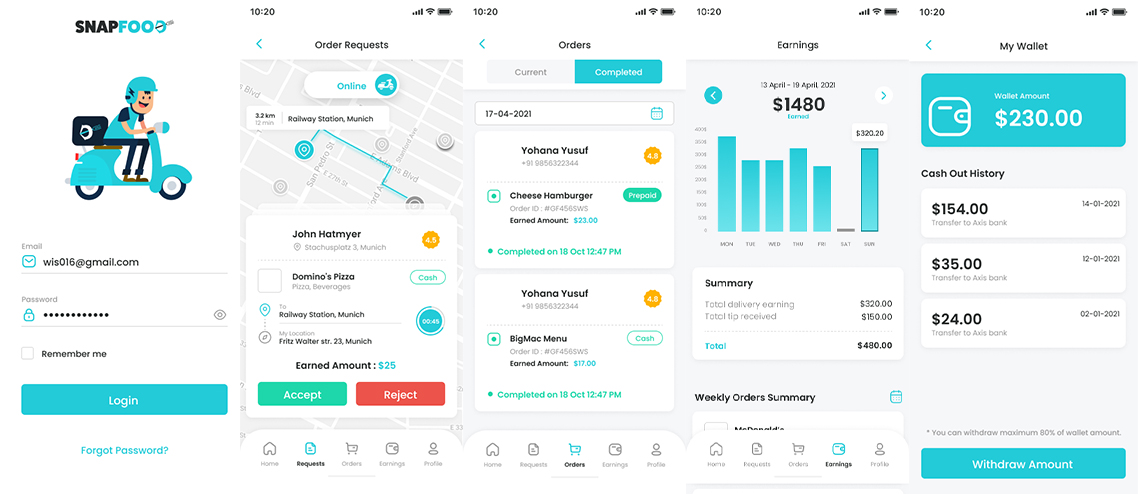 SNAPFOOD
Email
wis016@gmail.com
Password
••••••••••••
Remember me
Login
Forgot Password?
10:20
Order Requests
Online
3.2 km
12 min
Railway Station, Munich
San Pedro St
E Adams Blvd
E 27th St
Stanford Ave
John Hatmyer
Stachusplatz 3, Munich
4.5
Domino's Pizza
Pizza, Beverages
Cash
To
Railway Station, Munich
My Location
Fritz Walter str. 23, Munich
00:45
Earned Amount : $25
Accept
Reject
Home
Requests
Orders
Earnings
Profile
10:20
Orders
Current
Completed
17-04-2021
Yohana Yusuf
+91 9856322344
4.8
Cheese Hamburger
Prepaid
Order ID : #GF456SWS
Earned Amount: $23.00
Completed on 18 Oct 12:47 PM
Yohana Yusuf
+91 9856322344
4.8
BigMac Menu
Cash
Order ID : #GF456SWS
Earned Amount: $17.00
Completed on 18 Oct 12:47 PM
Home
Requests
Orders
Earnings
Profile
10:20
Earnings
13 April - 19 April, 2021
$1480
Earned
$320.20
400$
350$
300$
250$
200$
150$
100$
50$
0$
MON
TUE
WED
THU
FRI
SAT
SUN
Summary
Total delivery earning $320.00
Total tip received $150.00
Total $480.00
Weekly Orders Summary
McDonald's
Home
Requests
Orders
Earnings
Profile
10:20
My Wallet
Wallet Amount
$230.00
Cash Out History
$154.00
14-01-2021
Transfer to Axis bank
$35.00
12-01-2021
Transfer to Axis bank
$24.00
02-01-2021
Transfer to Axis bank
* You can withdraw maximum 80% of wallet amount.
Withdraw Amount